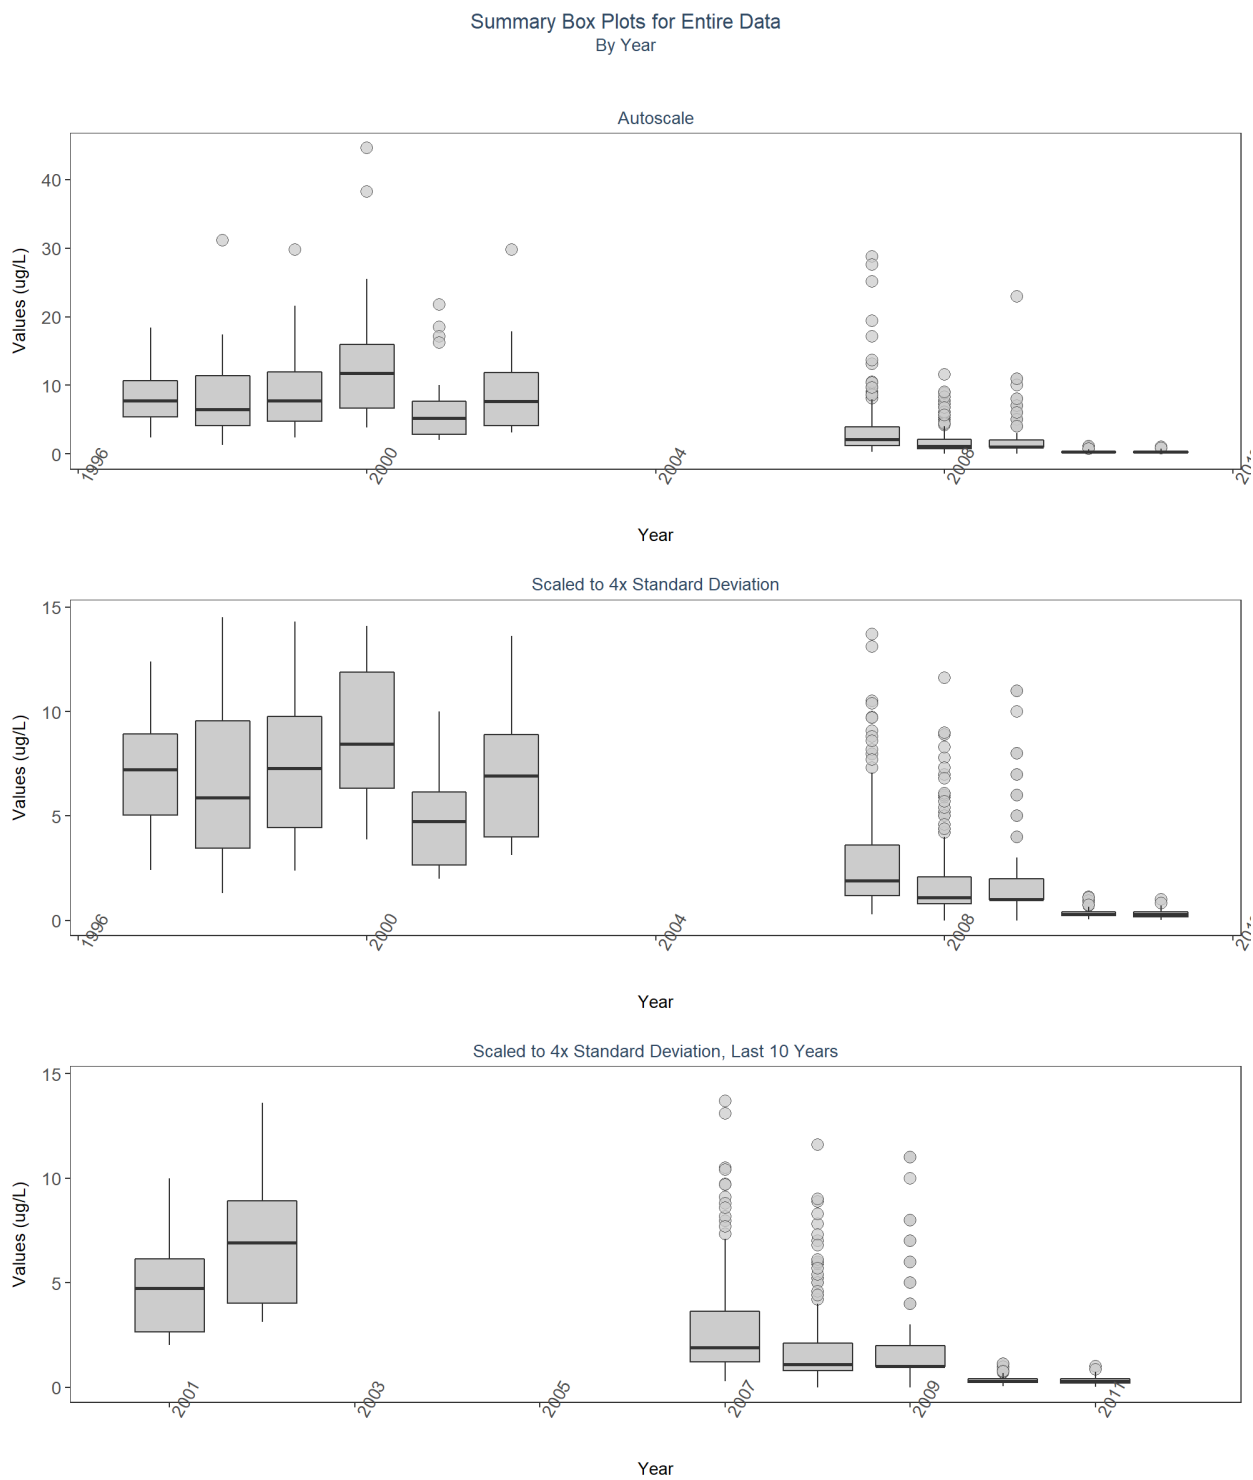 Summary Box Plots for Entire Data
By Year
Autoscale
Values (ug/L)
40
30
20
10
0
1996
2000
2004
2008
Year
Scaled to 4x Standard Deviation
Values (ug/L)
15
10
5
0
1996
2000
2004
2008
Year
Scaled to 4x Standard Deviation, Last 10 Years
Values (ug/L)
15
10
5
0
2001
2003
2005
2007
2009
2011
Year